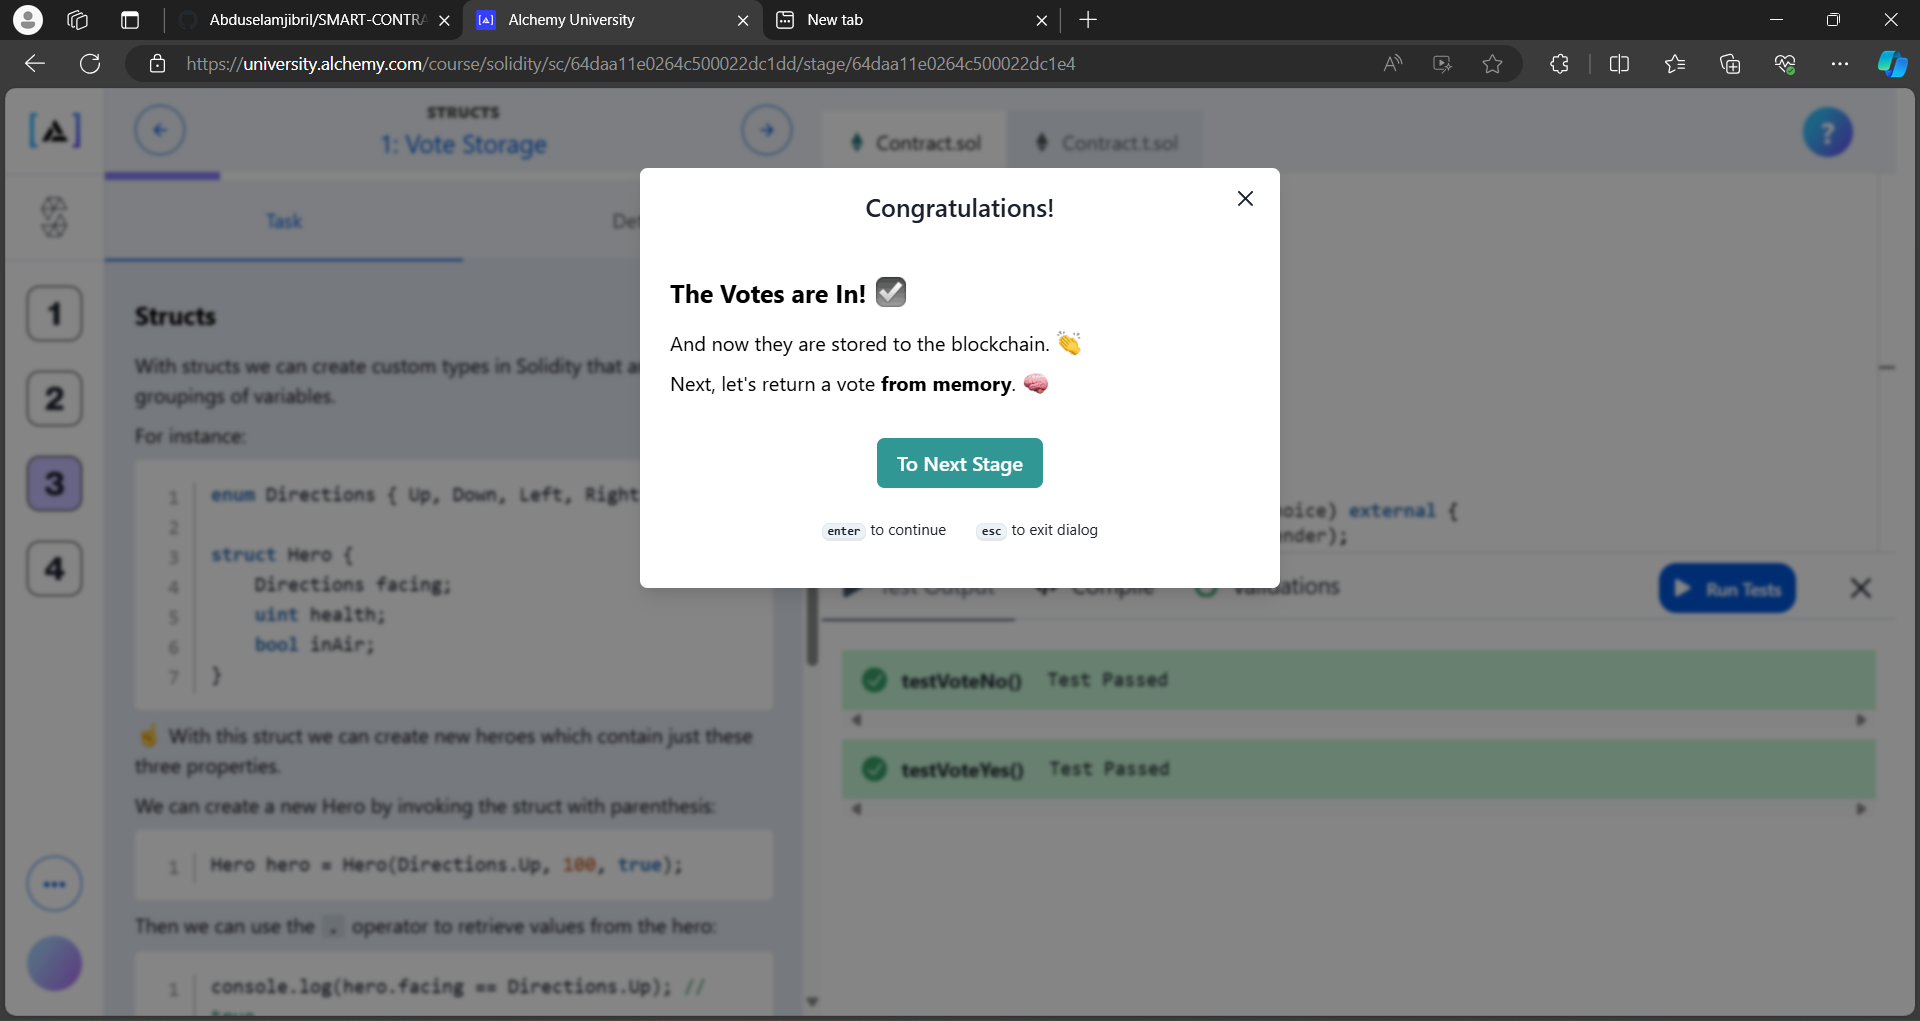 Abduselamjibril/SMART-CONTRA
Alchemy University
New tab
https://university.alchemy.com/course/solidity/sc/64daa11e0264c500022dc1dd/stage/64daa11e0264c500022dc1e4
STRUCTS
1: Vote Storage
Contract.sol
Contract.t.sol
?
Task
Det
1
2
3
4
Structs
With structs we can create custom types in Solidity that a
groupings of variables.
For instance:
1 enum Directions { Up, Down, Left, Right
2
3 struct Hero {
4 Directions facing;
5 uint health;
6 bool inAir;
7 }
☝️ With this struct we can create new heroes which contain just these
three properties.
We can create a new Hero by invoking the struct with parenthesis:
1 Hero hero = Hero(Directions.Up, 100, true);
Then we can use the . operator to retrieve values from the hero:
1 console.log(hero.facing == Directions.Up); //
true
Congratulations!
The Votes are In! ☑️
And now they are stored to the blockchain. 👏
Next, let's return a vote from memory. 🧠
To Next Stage
enter to continue esc to exit dialog
oice) external {
nder);
Test Output
Compile
Validations
Run Tests
testVoteNo() Test Passed
testVoteYes() Test Passed